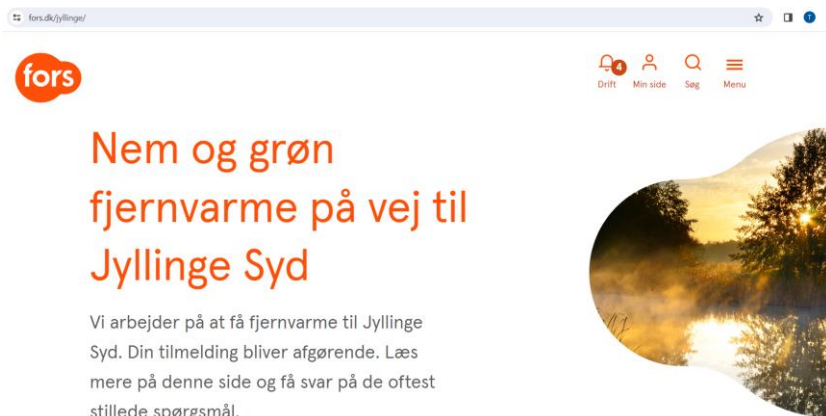 fors.dk/jyllinge/
T
fors
4
Drift Min side Søg Menu
Nem og grøn
fjernvarme på vej til
Jyllinge Syd
Vi arbejder på at få fjernvarme til Jyllinge
Syd. Din tilmelding bliver afgørende. Læs
mere på denne side og få svar på de oftest
stillede spørgsmål.